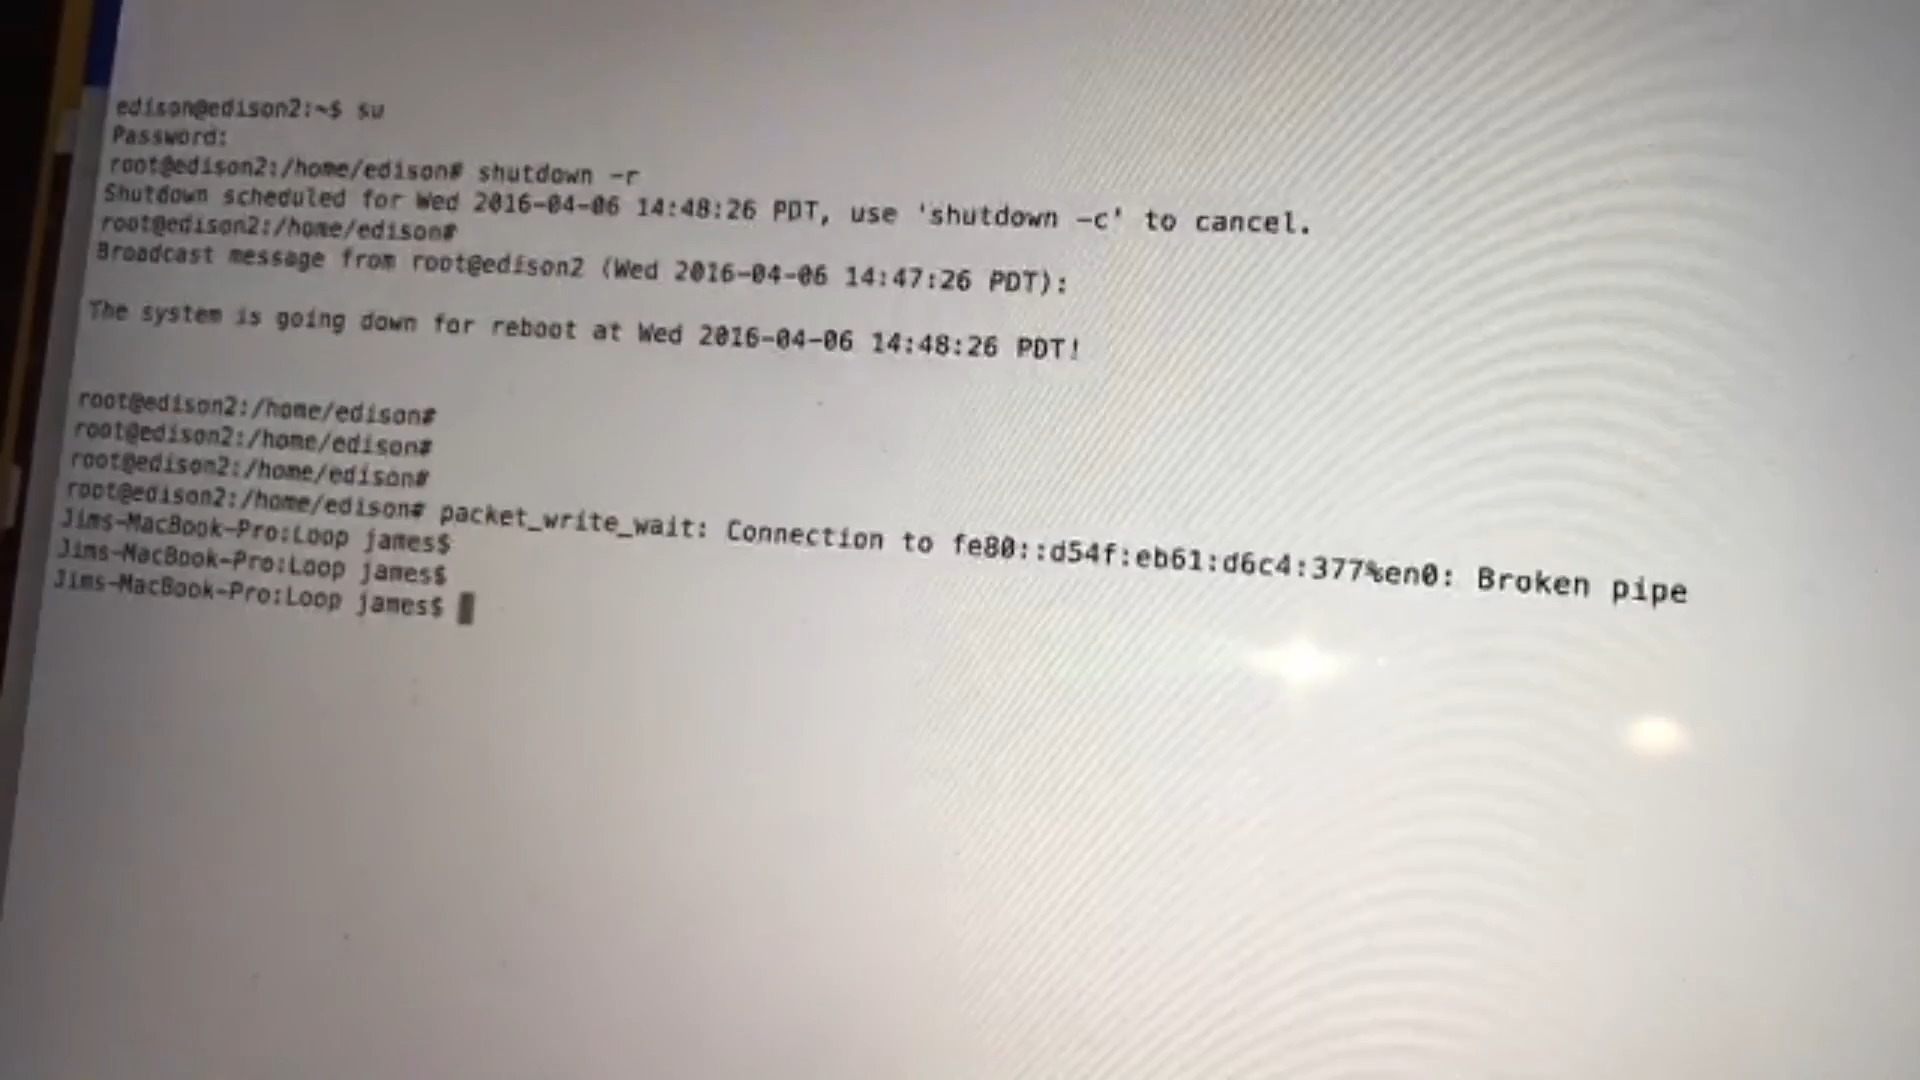 edison@edison2:~$ su
Password:
root@edison2:/home/edison# shutdown -r
Shutdown scheduled for Wed 2016-04-06 14:48:26 PDT, use 'shutdown -c' to cancel.
root@edison2:/home/edison#
Broadcast message from root@edison2 (Wed 2016-04-06 14:47:26 PDT):
The system is going down for reboot at Wed 2016-04-06 14:48:26 PDT!
root@edison2:/home/edison#
root@edison2:/home/edison#
root@edison2:/home/edison#
root@edison2:/home/edison# packet_write_wait: Connection to fe80::d54f:eb61:d6c4:377%en0: Broken pipe
Jims-MacBook-Pro:Loop james$
Jims-MacBook-Pro:Loop james$
Jims-MacBook-Pro:Loop james$